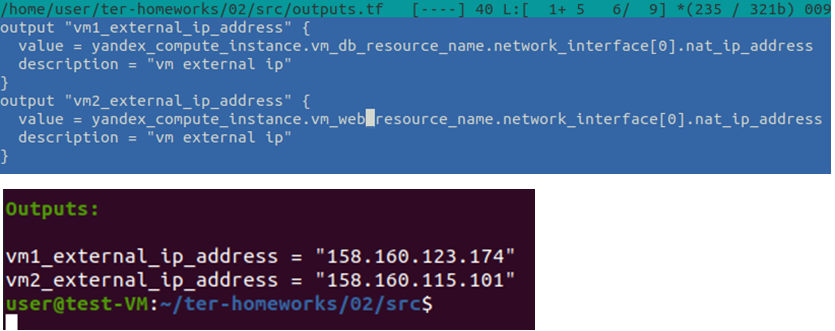 /home/user/ter-homeworks/02/src/outputs.tf   [----] 40 L:[  1+ 5   6/  9] *(235 / 321b) 009
output "vm1_external_ip_address" {
  value = yandex_compute_instance.vm_db_resource_name.network_interface[0].nat_ip_address
  description = "vm external ip"
}
output "vm2_external_ip_address" {
  value = yandex_compute_instance.vm_web_resource_name.network_interface[0].nat_ip_address
  description = "vm external ip"
}
Outputs:
vm1_external_ip_address = "158.160.123.174"
vm2_external_ip_address = "158.160.115.101"
user@test-VM:~/ter-homeworks/02/src$